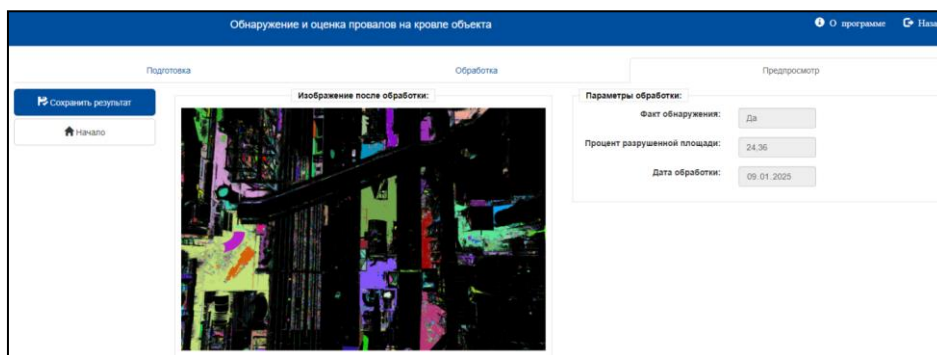 Обнаружение и оценка провалов на кровле объекта
О программе
Подготовка
Обработка
Предпросмотр
Сохранить результат
Начало
Изображение после обработки:
Параметры обработки:
Факт обнаружения: Да
Процент разрушенной площади: 24,36
Дата обработки: 09.01.2025